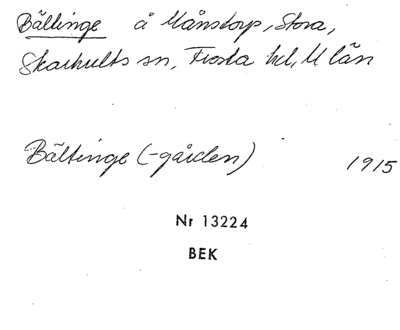 Bältinge å Månstorp, Stora,
Skarhults sn, Frosta hd, M län
Bältinge (-gården) 1915
Nr 13224
BEK